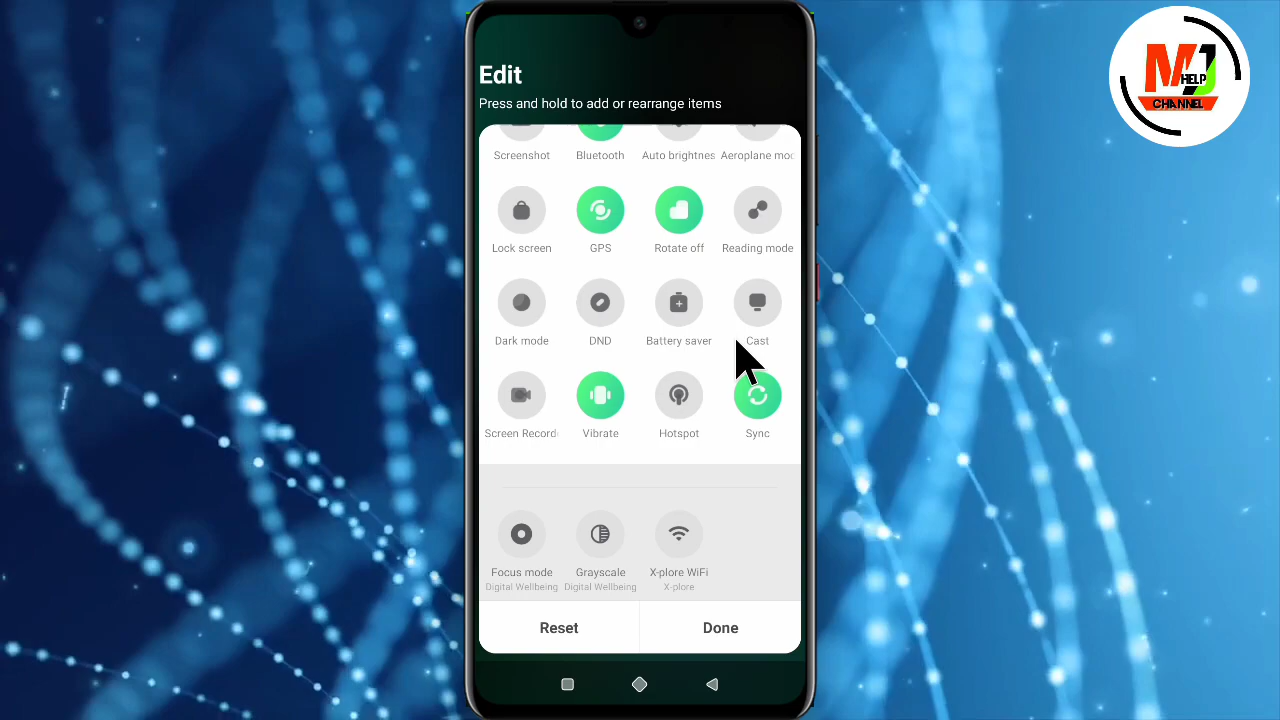 Edit
Press and hold to add or rearrange items
Screenshot Bluetooth Auto brightnes Aeroplane mo
Lock screen GPS Rotate off Reading mode
Dark mode DND Battery saver Cast
Screen Record Vibrate Hotspot Sync
Focus mode Grayscale X-plore WiFi
Digital Wellbeing Digital Wellbeing X-plore
Reset Done
MJ
HELP
CHANNEL